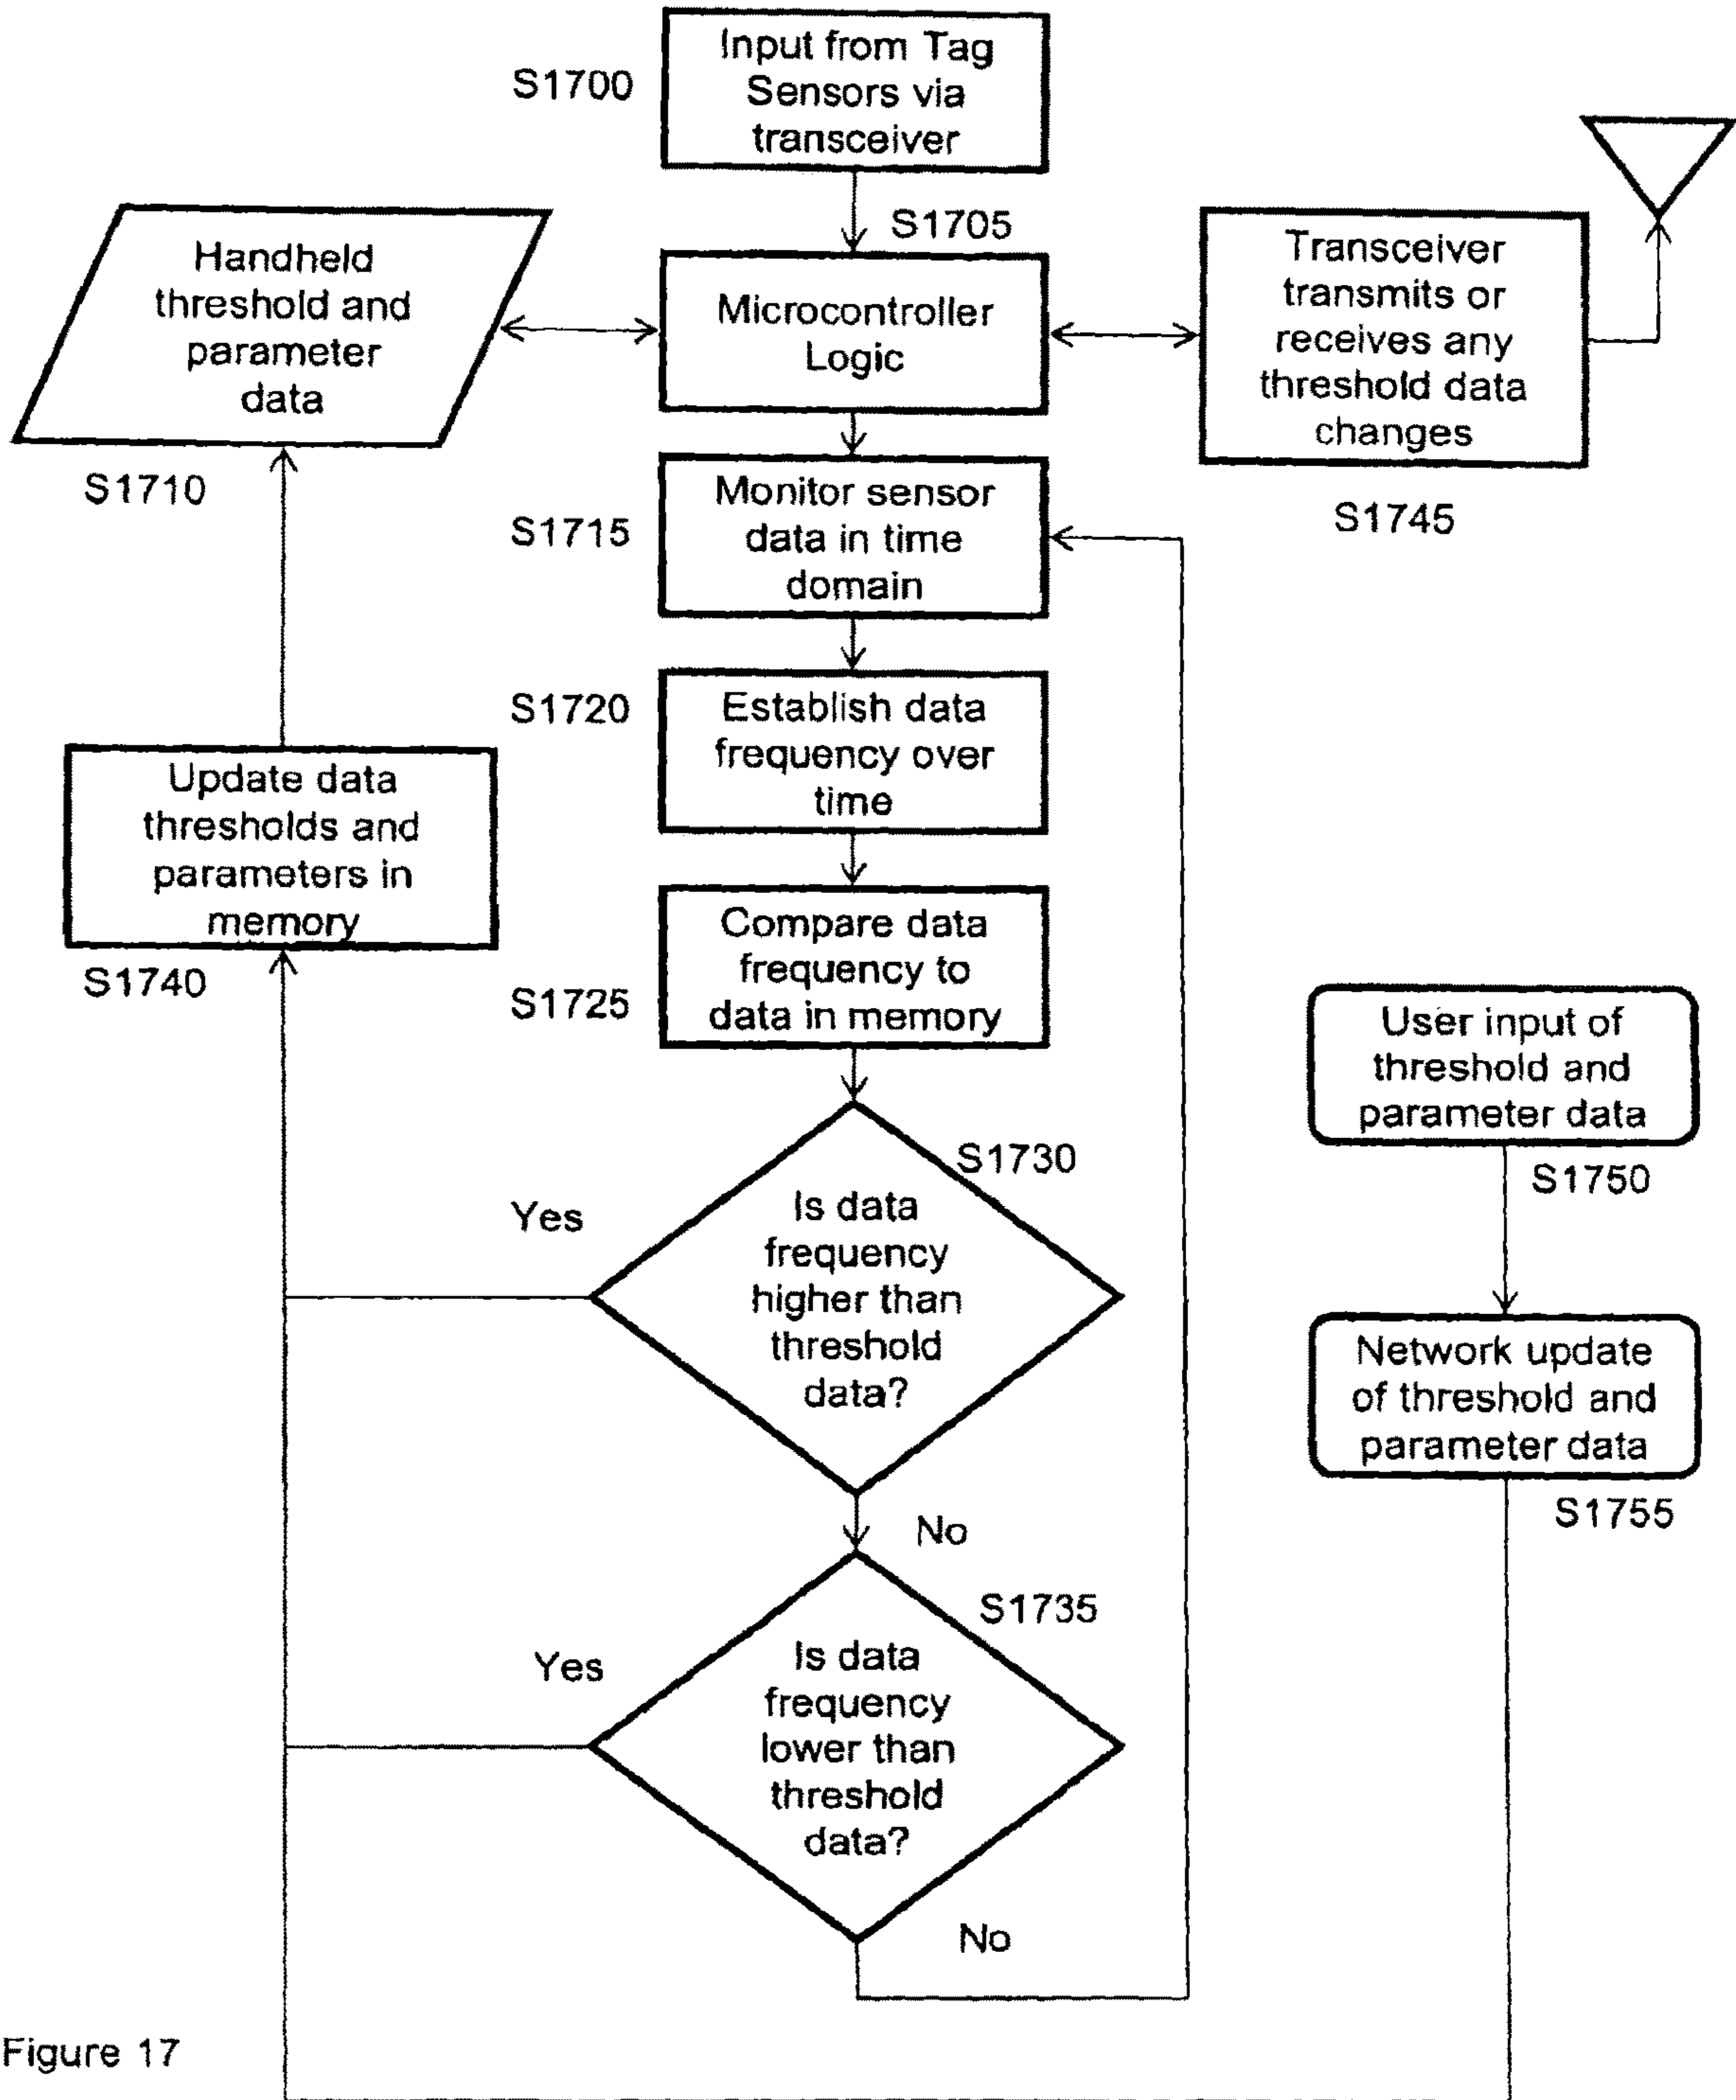 Input from Tag
Sensors via
transceiver
S1700
S1705
Handheld
threshold and
parameter
data
S1710
Microcontroller
Logic
Transceiver
transmits or
receives any
threshold data
changes
S1745
Monitor sensor
data in time
domain
S1715
Establish data
frequency over
time
S1720
Update data
thresholds and
parameters in
memory
S1740
Compare data
frequency to
data in memory
S1725
User input of
threshold and
parameter data
S1750
S1730
Is data
frequency
higher than
threshold
data?
Yes
No
Network update
of threshold and
parameter data
S1755
S1735
Is data
frequency
lower than
threshold
data?
Yes
No
Figure 17